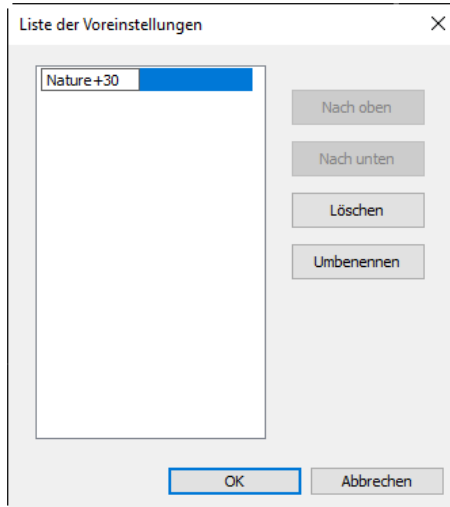 Liste der Voreinstellungen
Nature+30
Nach oben
Nach unten
Löschen
Umbenennen
OK
Abbrechen